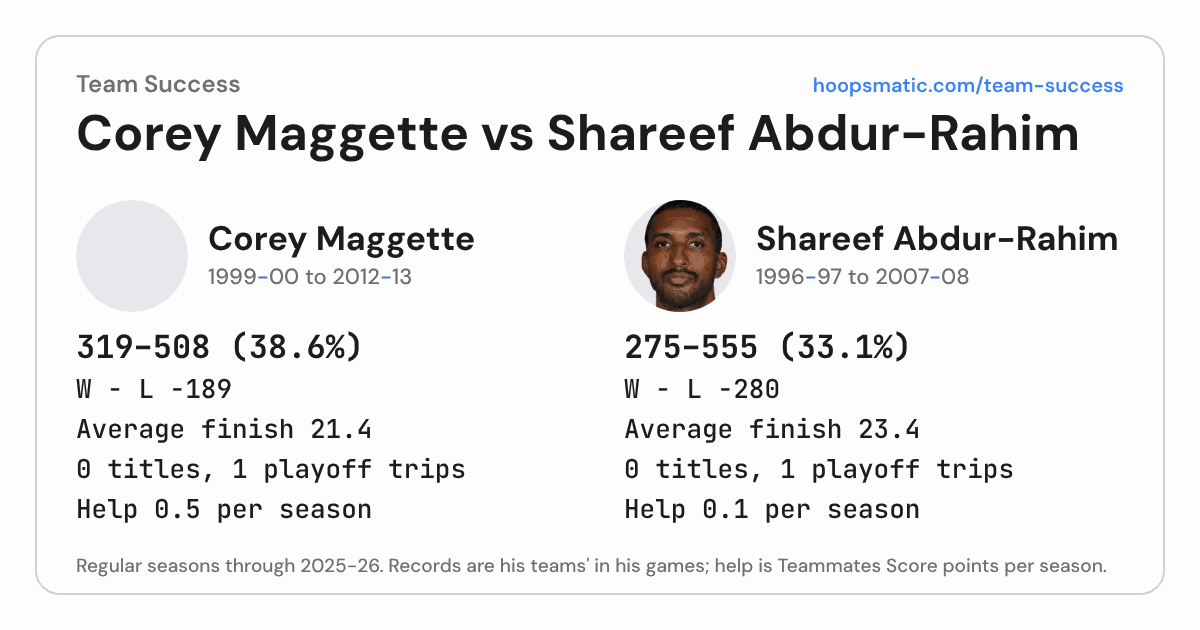 Team Success
hoopsmatic.com/team-success
Corey Maggette vs Shareef Abdur-Rahim
Corey Maggette
1999-00 to 2012-13
319-508 (38.6%)
W - L -189
Average finish 21.4
0 titles, 1 playoff trips
Help 0.5 per season
Shareef Abdur-Rahim
1996-97 to 2007-08
275-555 (33.1%)
W - L -280
Average finish 23.4
0 titles, 1 playoff trips
Help 0.1 per season
Regular seasons through 2025-26. Records are his teams' in his games; help is Teammates Score points per season.